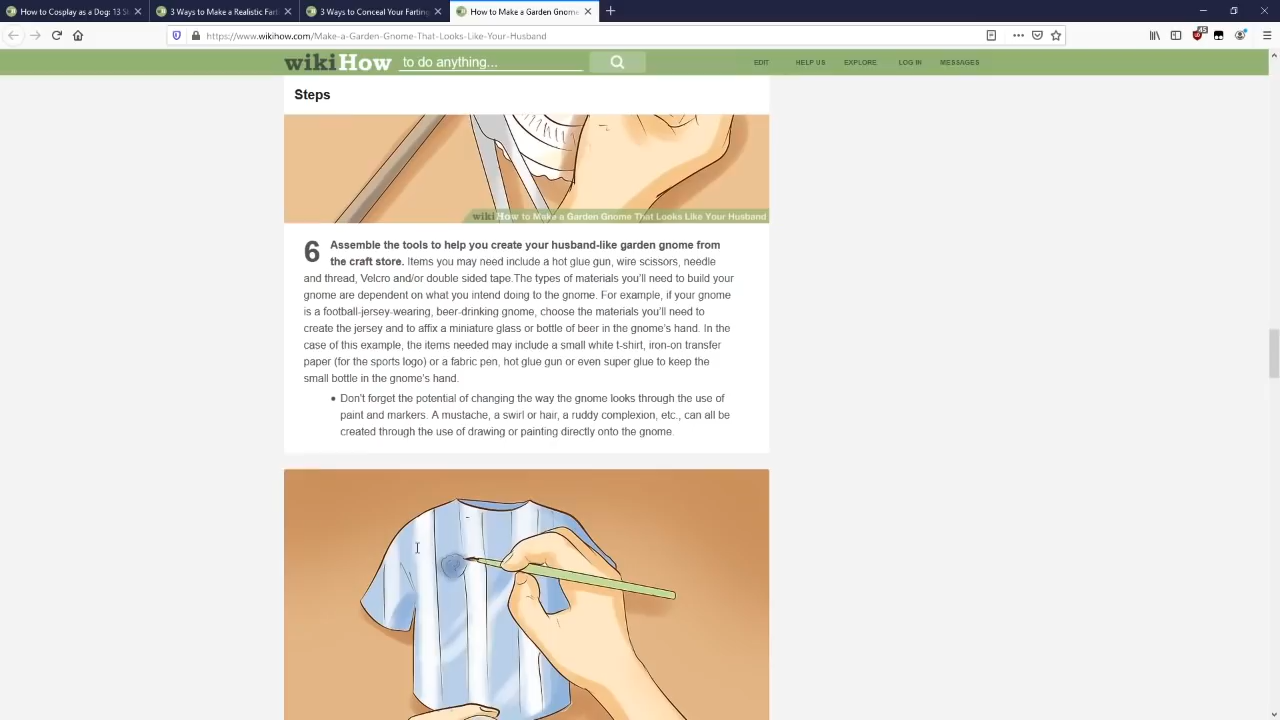 How to Cosplay as a Dog: 13 St
3 Ways to Make a Realistic Fart
3 Ways to Conceal Your Farting
How to Make a Garden Gnome
https://www.wikihow.com/Make-a-Garden-Gnome-That-Looks-Like-Your-Husband
wikiHow to do anything... EDIT HELP US EXPLORE LOG IN MESSAGES
Steps
wikiHow to Make a Garden Gnome That Looks Like Your Husband
6 Assemble the tools to help you create your husband-like garden gnome from
the craft store. Items you may need include a hot glue gun, wire scissors, needle
and thread, Velcro and/or double sided tape.The types of materials you'll need to build your
gnome are dependent on what you intend doing to the gnome. For example, if your gnome
is a football-jersey-wearing, beer-drinking gnome, choose the materials you'll need to
create the jersey and to affix a miniature glass or bottle of beer in the gnome's hand. In the
case of this example, the items needed may include a small white t-shirt, iron-on transfer
paper (for the sports logo) or a fabric pen, hot glue gun or even super glue to keep the
small bottle in the gnome's hand.
• Don't forget the potential of changing the way the gnome looks through the use of
paint and markers. A mustache, a swirl or hair, a ruddy complexion, etc., can all be
created through the use of drawing or painting directly onto the gnome.